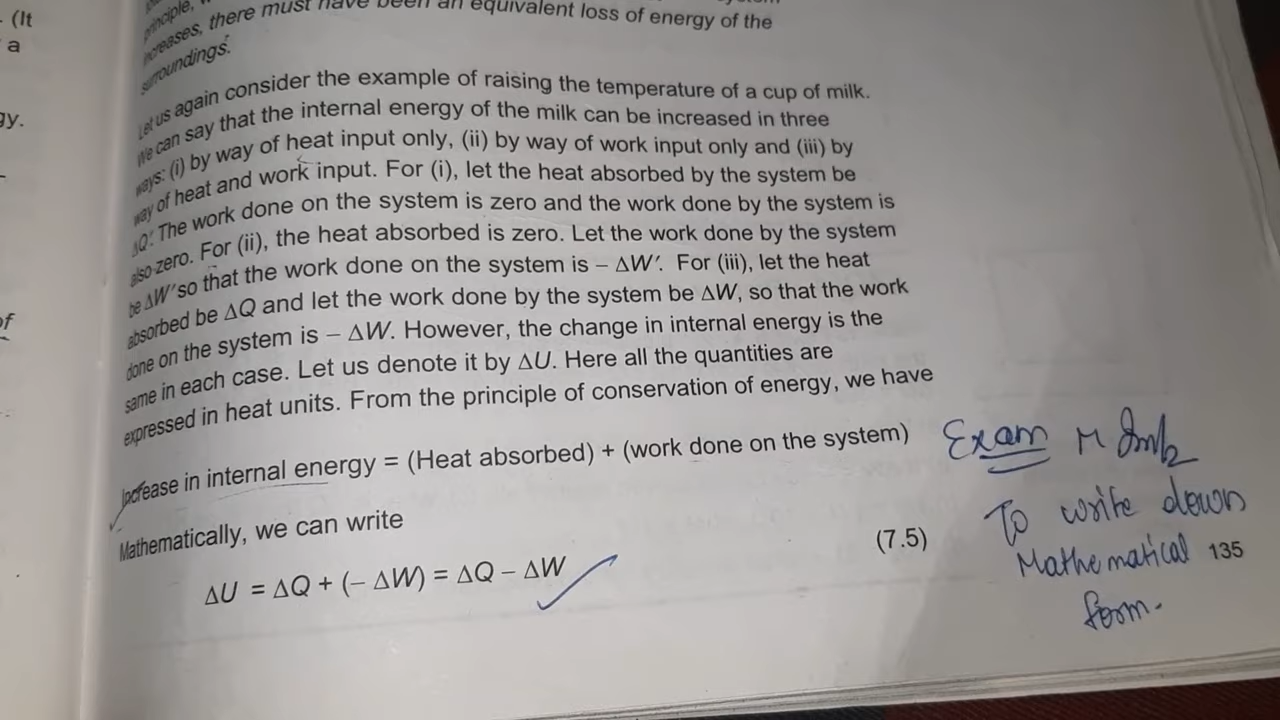 (It
a
gy.
of
principle,
increases, there must have been an equivalent loss of energy of the
surroundings.
Let us again consider the example of raising the temperature of a cup of milk.
We can say that the internal energy of the milk can be increased in three
ways: (i) by way of heat input only, (ii) by way of work input only and (iii) by
way of heat and work input. For (i), let the heat absorbed by the system be
ΔQ′. The work done on the system is zero and the work done by the system is
also zero. For (ii), the heat absorbed is zero. Let the work done by the system
be ΔW′ so that the work done on the system is – ΔW′. For (iii), let the heat
absorbed be ΔQ and let the work done by the system be ΔW, so that the work
done on the system is – ΔW. However, the change in internal energy is the
same in each case. Let us denote it by ΔU. Here all the quantities are
expressed in heat units. From the principle of conservation of energy, we have
Increase in internal energy = (Heat absorbed) + (work done on the system)
Mathematically, we can write
ΔU = ΔQ + (– ΔW) = ΔQ – ΔW
(7.5)
Exam
To write down
Mathematical
form.
135